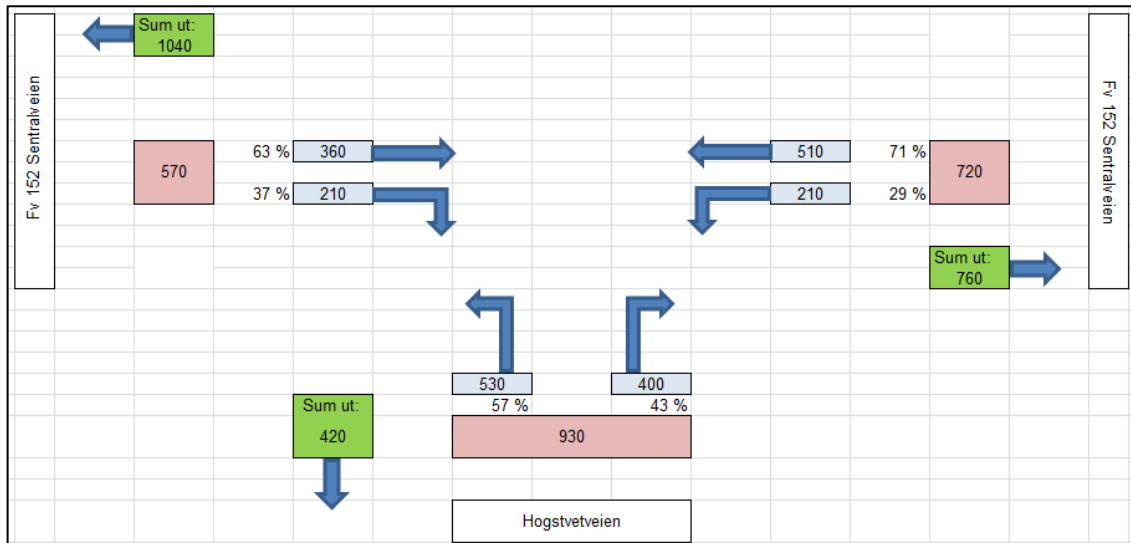 Sum ut:
1040
Fv 152 Sentralveien
Fv 152 Sentralveien
570
63 % 360
37 % 210
510 71 %
210 29 %
720
Sum ut:
760
530
57 %
400
43 %
Sum ut:
420
930
Hogstvetveien